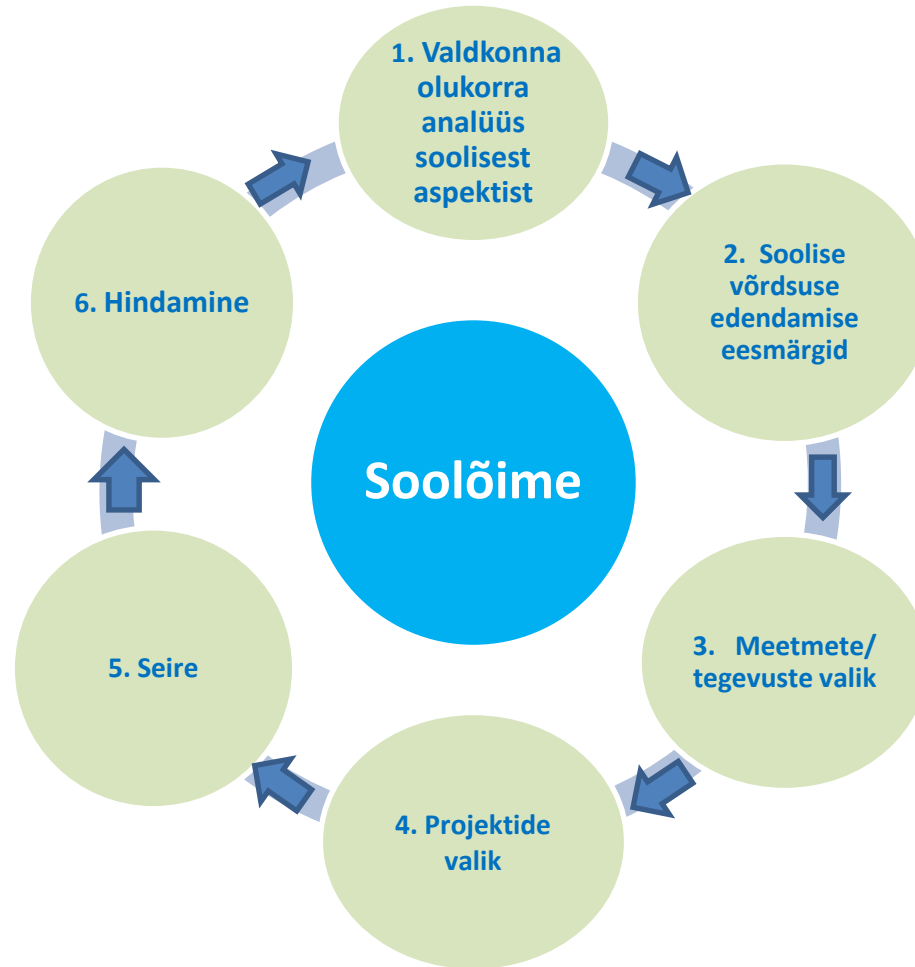 1. Valdkonna
olukorra
analüüs
soolisest
aspektist
2. Soolise
võrdsuse
edendamise
eesmärgid
3. Meetmete/
tegevuste valik
4. Projektide
valik
5. Seire
6. Hindamine
Soolõime